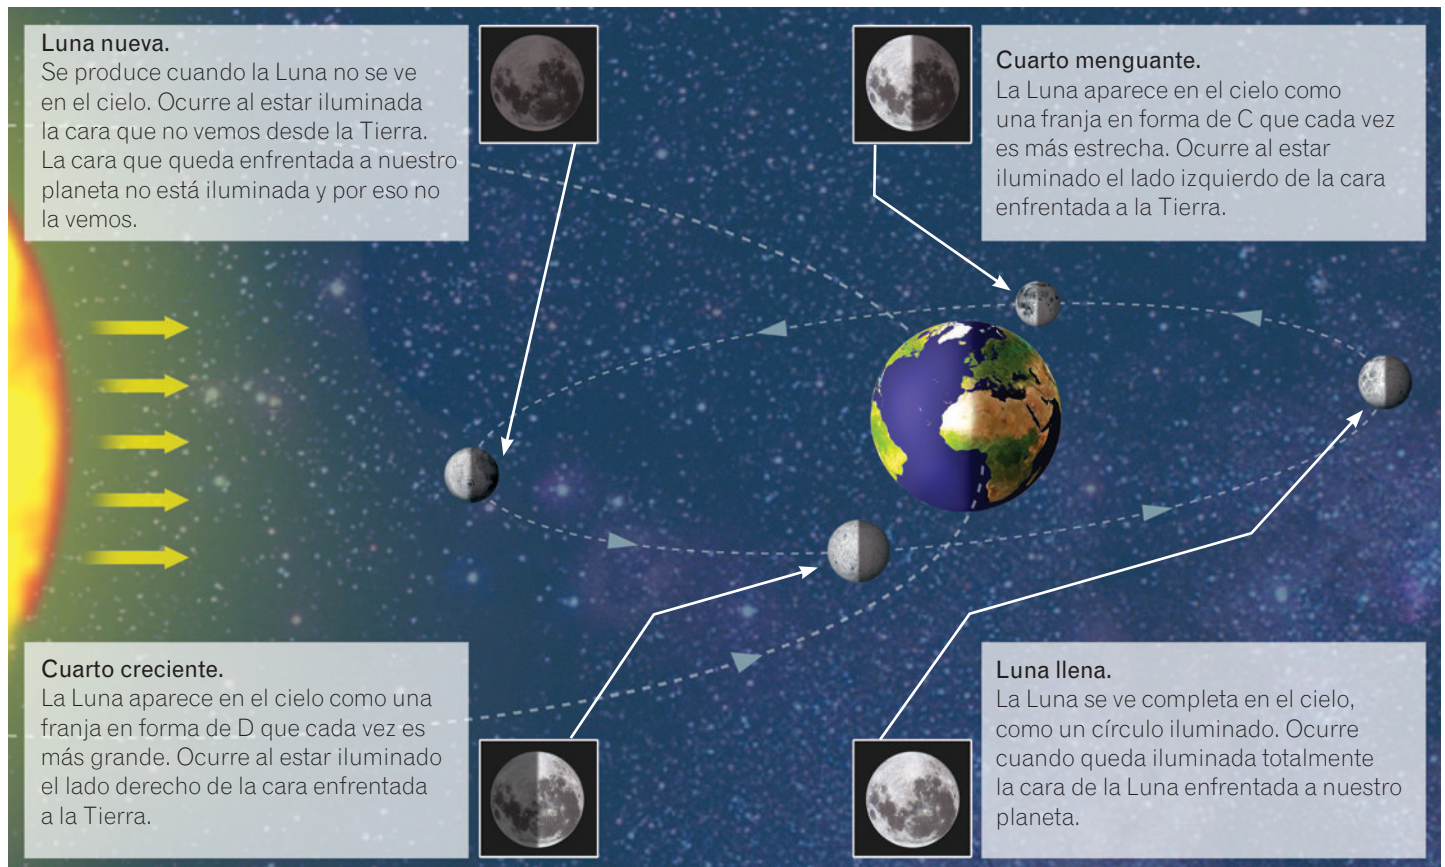 Luna nueva.
Se produce cuando la Luna no se ve
en el cielo. Ocurre al estar iluminada
la cara que no vemos desde la Tierra.
La cara que queda enfrentada a nuestro
planeta no está iluminada y por eso no
la vemos.
Cuarto menguante.
La Luna aparece en el cielo como
una franja en forma de C que cada vez
es más estrecha. Ocurre al estar
iluminado el lado izquierdo de la cara
enfrentada a la Tierra.
Cuarto creciente.
La Luna aparece en el cielo como una
franja en forma de D que cada vez es
más grande. Ocurre al estar iluminado
el lado derecho de la cara enfrentada
a la Tierra.
Luna llena.
La Luna se ve completa en el cielo,
como un círculo iluminado. Ocurre
cuando queda iluminada totalmente
la cara de la Luna enfrentada a nuestro
planeta.